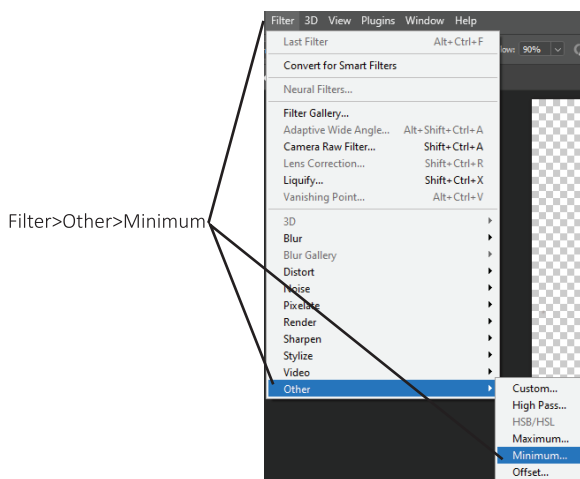 Filter 3D View Plugins Window Help
Last Filter Alt+Ctrl+F
low: 90%
Convert for Smart Filters
Neural Filters...
Filter Gallery...
Adaptive Wide Angle... Alt+Shift+Ctrl+A
Camera Raw Filter... Shift+Ctrl+A
Lens Correction... Shift+Ctrl+R
Liquify... Shift+Ctrl+X
Vanishing Point... Alt+Ctrl+V
Filter>Other>Minimum
3D
Blur
Blur Gallery
Distort
Noise
Pixelate
Render
Sharpen
Stylize
Video
Other
Custom...
High Pass...
HSB/HSL
Maximum...
Minimum...
Offset...